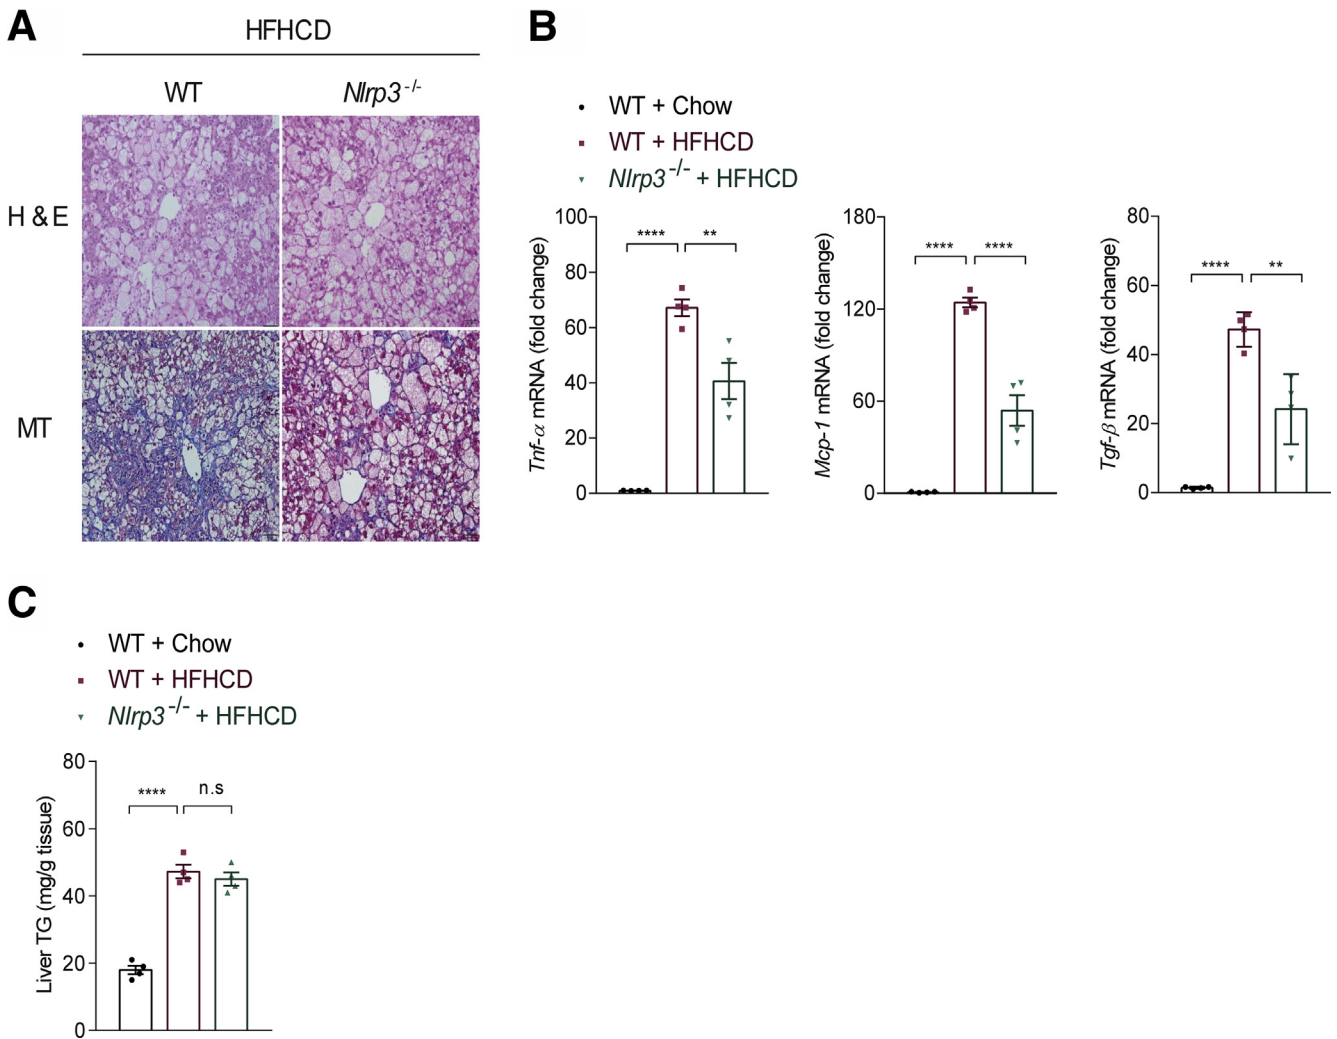 A
HFHCD
WT
Nlrp3 -/-
H & E
MT
B
WT + Chow
WT + HFHCD
Nlrp3 -/- + HFHCD
100
80
60
40
20
0
Tnf-α mRNA (fold change)
****
**
180
120
60
0
Mcp-1 mRNA (fold change)
****
****
80
60
40
20
0
Tgf-β mRNA (fold change)
****
**
C
WT + Chow
WT + HFHCD
Nlrp3 -/- + HFHCD
80
60
40
20
0
Liver TG (mg/g tissue)
****
n.s